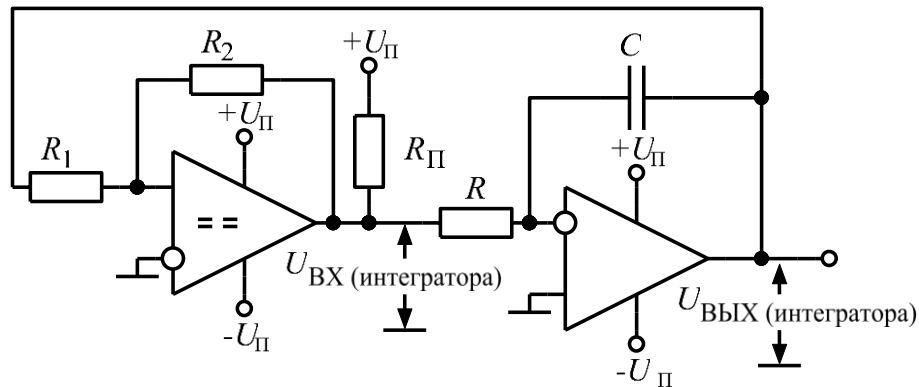 R2
+UП
C
+UП
R1
RП
R
+UП
= =
UВХ (интегратора)
UВЫХ (интегратора)
-UП
-UП